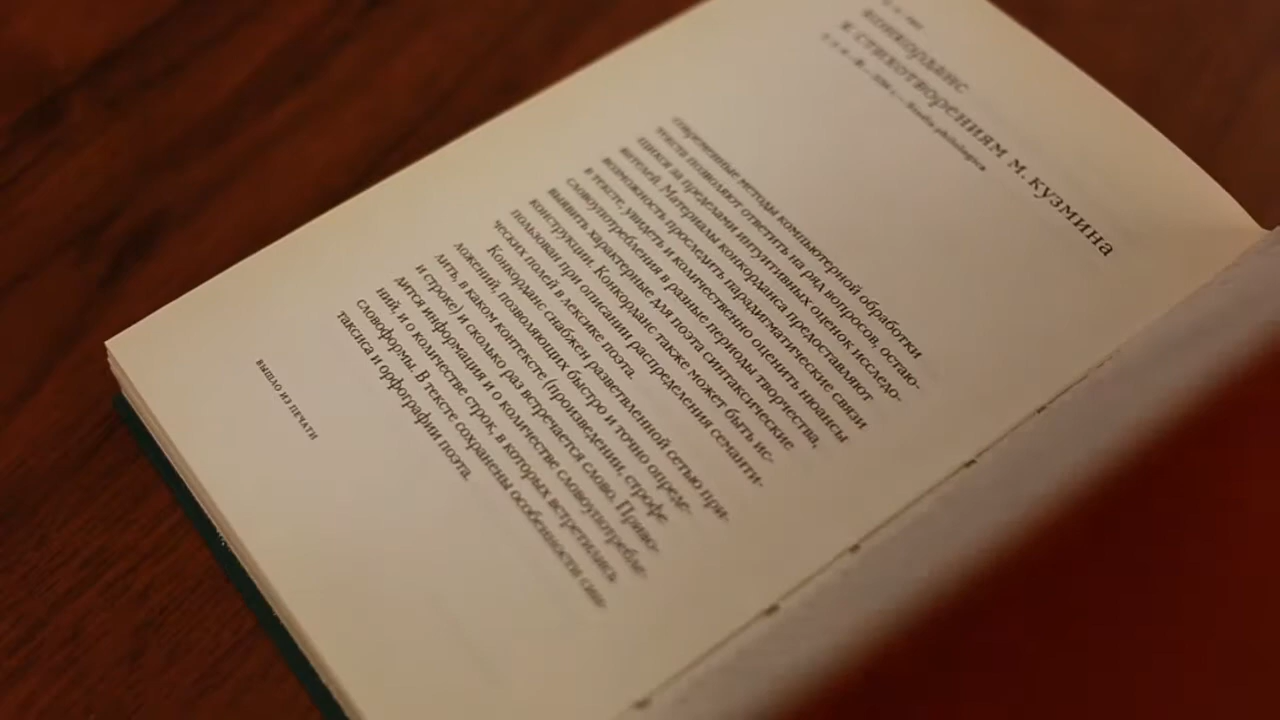 КОНКОРДАНС
К СТИХОТВОРЕНИЯМ М. КУЗМИНА
Studia philologica
современные методы компьютерной обработки
текста позволяют ответить на ряд вопросов, остаю-
щихся за пределами интуитивных оценок исследо-
вателей. Материалы конкорданса предоставляют
возможность проследить парадигматические связи
в тексте, увидеть и количественно оценить нюансы
словоупотребления в разные периоды творчества,
выявить характерные для поэта синтаксические
конструкции. Конкорданс также может быть ис-
пользован при описании распределения семанти-
ческих полей в лексике поэта.
Конкорданс снабжен разветвленной сетью при-
ложений, позволяющих быстро и точно опреде-
лить, в каком контексте (произведении, строфе
и строке) и сколько раз встречается слово. Приво-
дится информация и о количестве словоупотребле-
ний, и о количестве строк, в которых встретились
словоформы. В тексте сохранены особенности син-
таксиса и орфографии поэта.
ВЫШЛО ИЗ ПЕЧАТИ